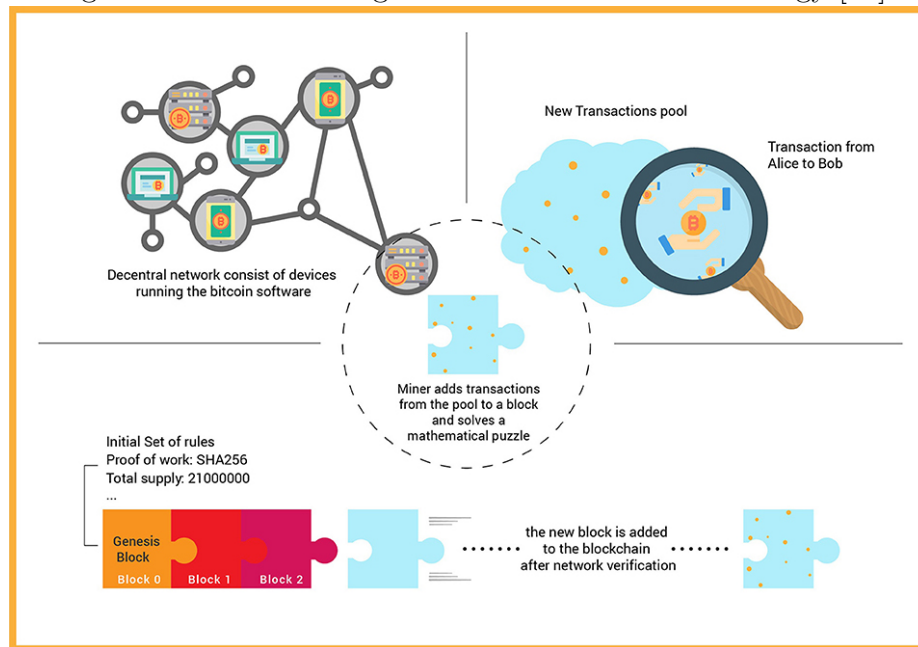 New Transactions pool
Transaction from
Alice to Bob
Decentral network consist of devices
running the bitcoin software
Miner adds transactions
from the pool to a block
and solves a
mathematical puzzle
Initial Set of rules
Proof of work: SHA256
Total supply: 21000000
...
Genesis
Block
Block 0 Block 1 Block 2
the new block is added
to the blockchain
after network verification